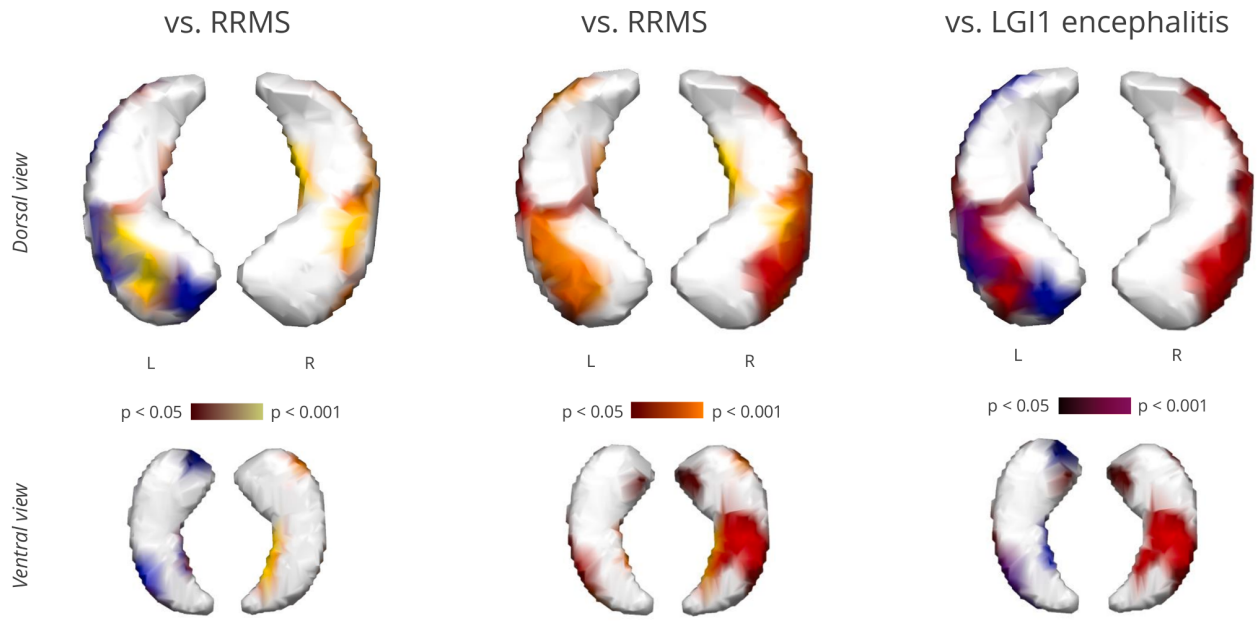 vs. RRMS
vs. RRMS
vs. LGI1 encephalitis
Dorsal view
L
R
L
R
L
R
p < 0.05
p < 0.001
p < 0.05
p < 0.001
p < 0.05
p < 0.001
Ventral view